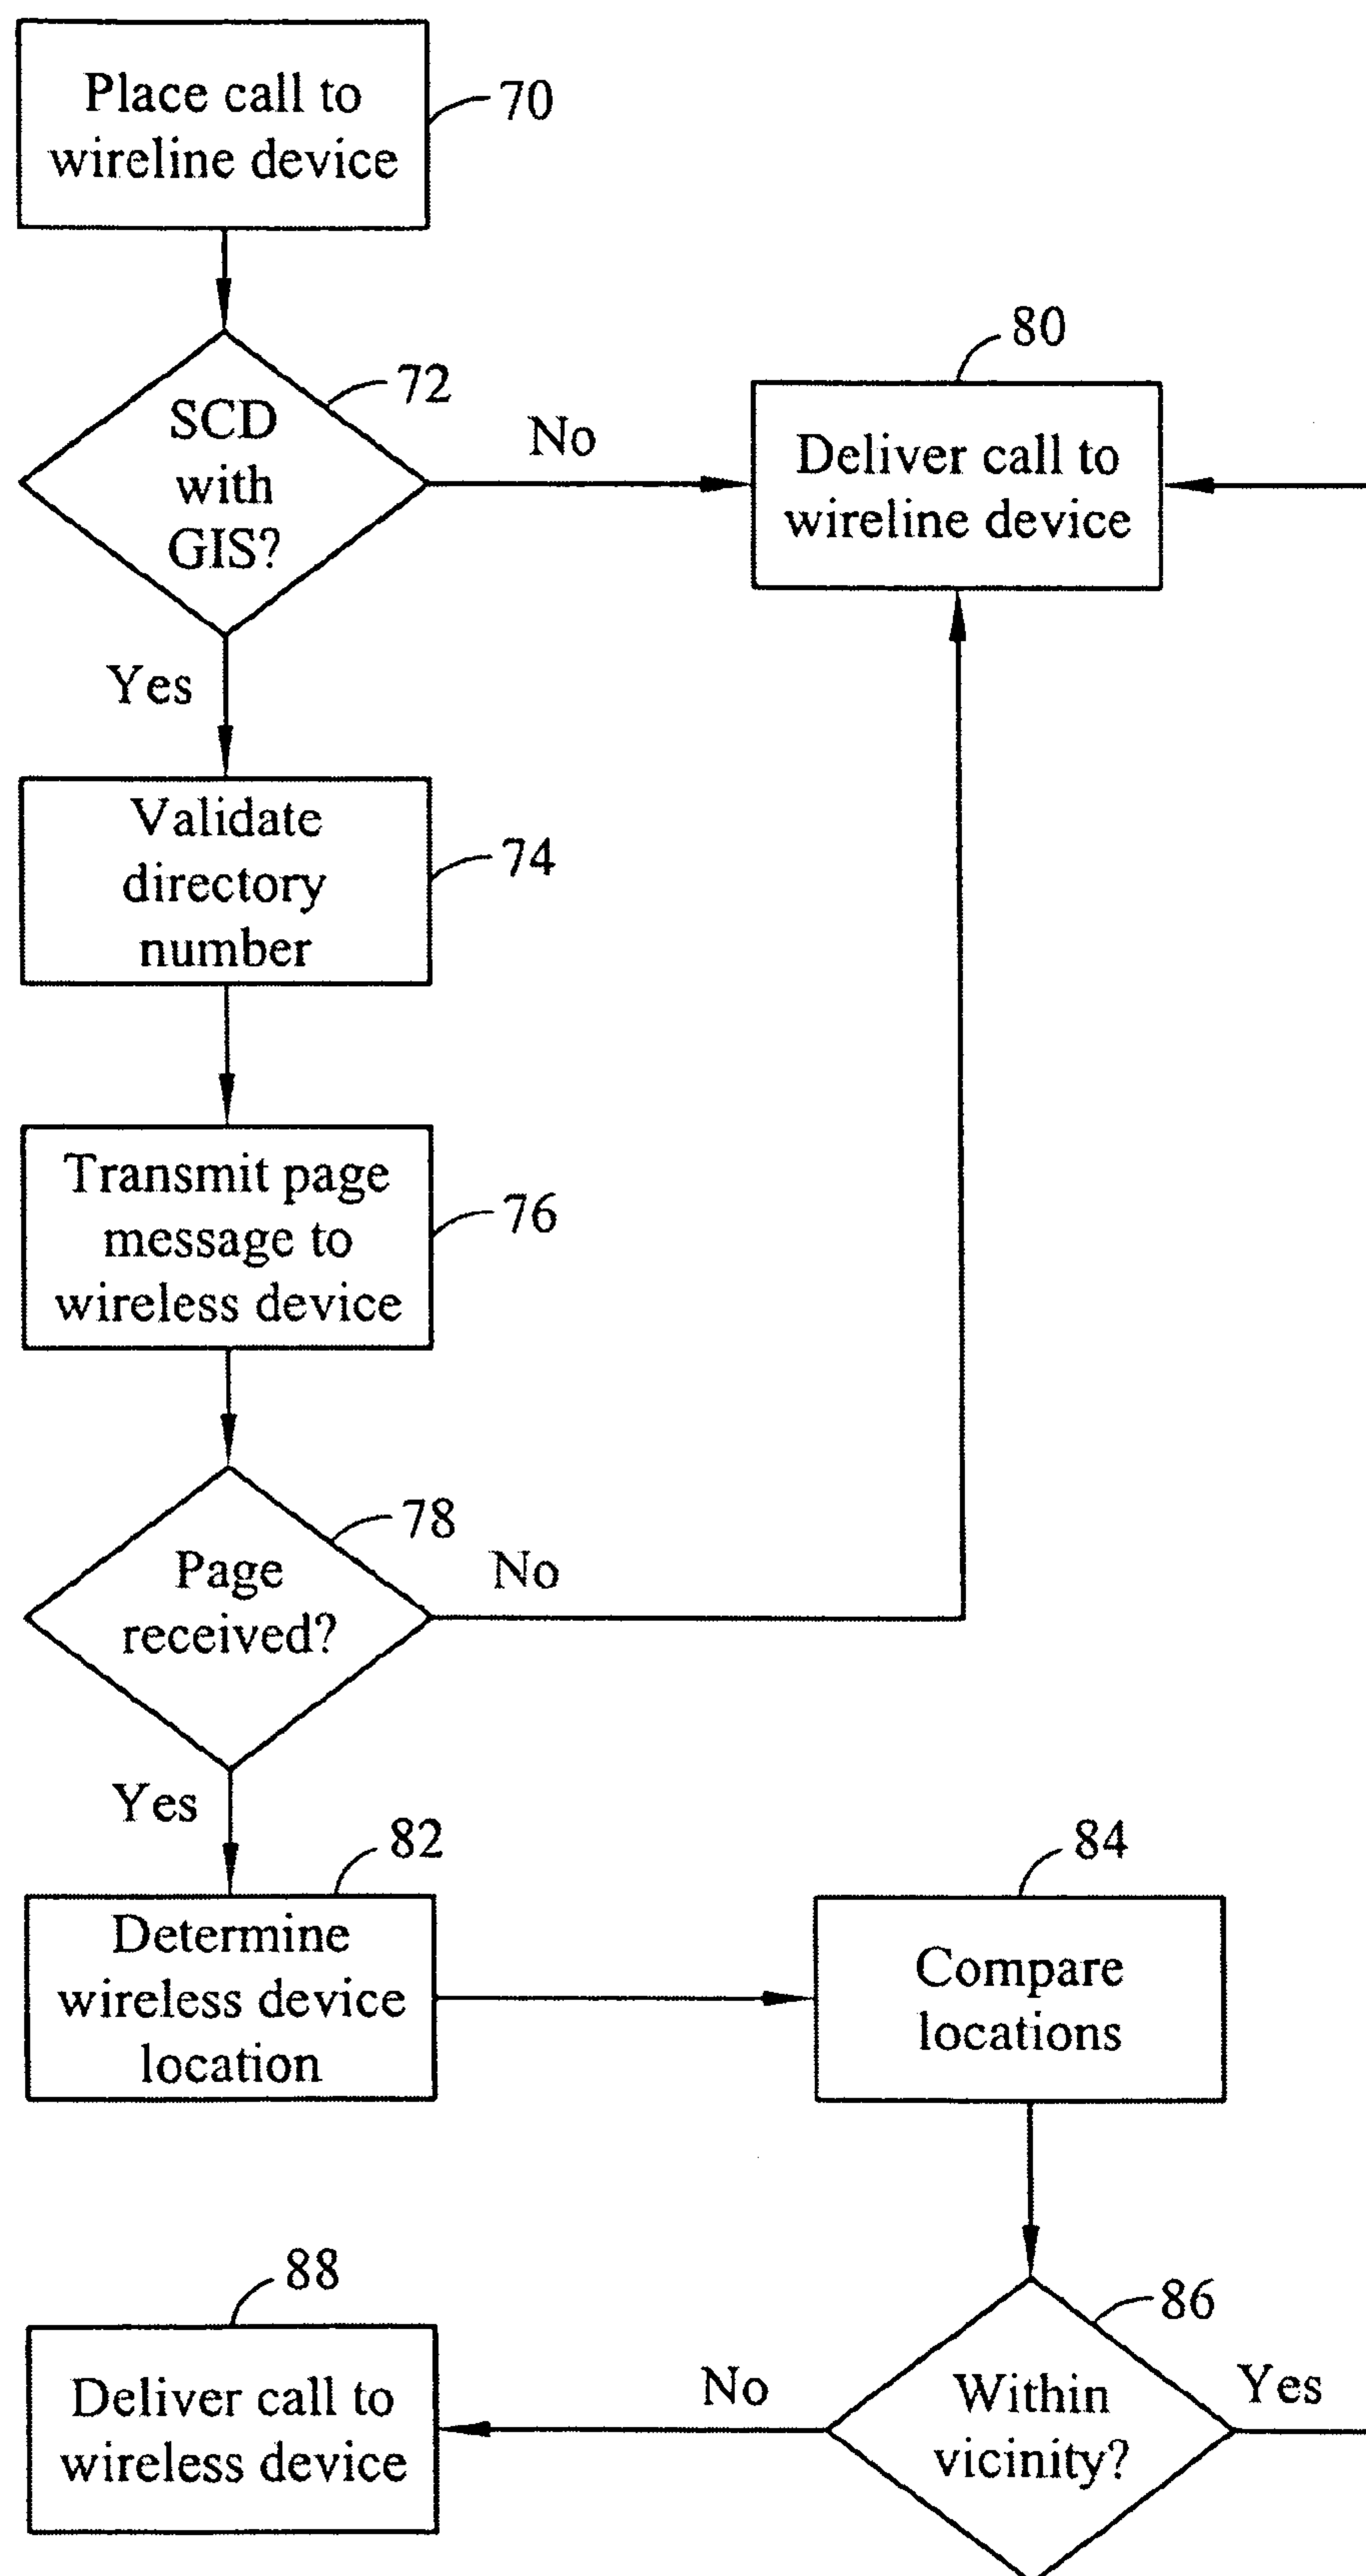 Place call to
wireline device
70
SCD
with
GIS?
72
No
Yes
80
Deliver call to
wireline device
Validate
directory
number
74
Transmit page
message to
wireless device
76
Page
received?
78
No
Yes
82
Determine
wireless device
location
84
Compare
locations
86
Within
vicinity?
No
Yes
88
Deliver call to
wireless device